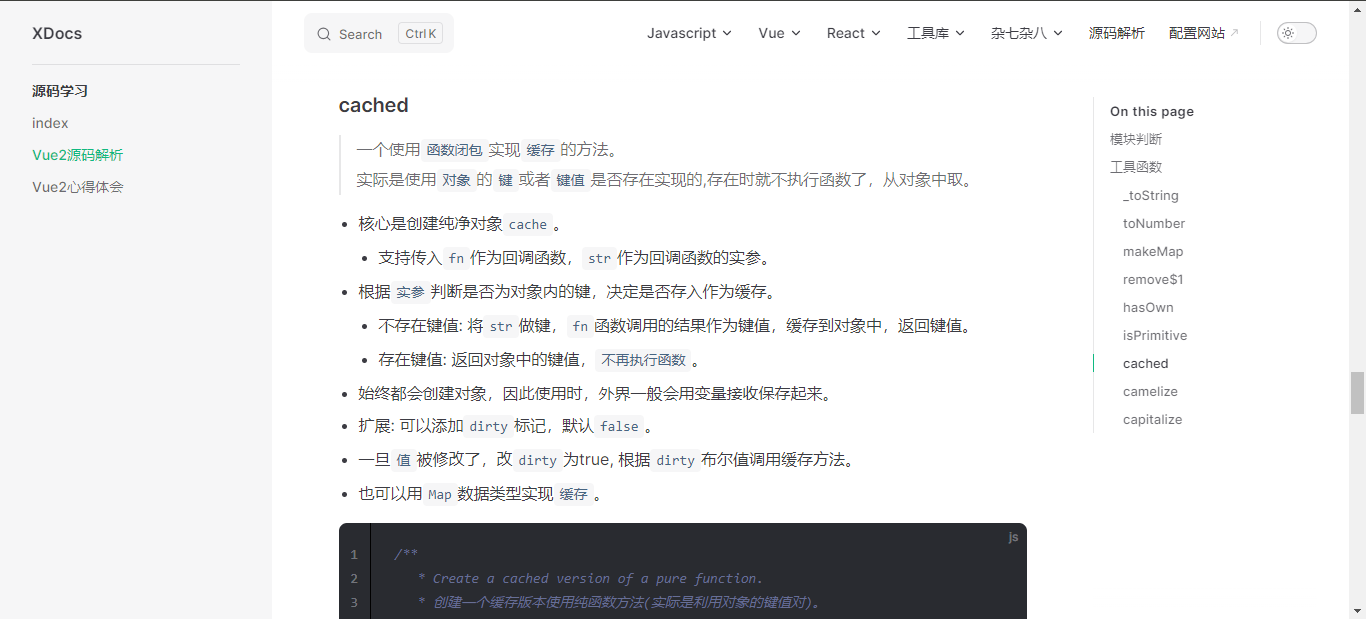 XDocs
Search Ctrl K
Javascript Vue React 工具库 杂七杂八 源码解析 配置网站
源码学习
index
Vue2源码解析
Vue2心得体会
cached
一个使用 函数闭包 实现 缓存 的方法。
实际是使用 对象 的 键 或者 键值 是否存在实现的,存在时就不执行函数了，从对象中取。
核心是创建纯净对象 cache 。
支持传入 fn 作为回调函数， str 作为回调函数的实参。
根据 实参 判断是否为对象内的键，决定是否存入作为缓存。
不存在键值: 将 str 做键， fn 函数调用的结果作为键值，缓存到对象中，返回键值。
存在键值: 返回对象中的键值， 不再执行函数 。
始终都会创建对象，因此使用时，外界一般会用变量接收保存起来。
扩展: 可以添加 dirty 标记，默认 false 。
一旦 值 被修改了，改 dirty 为true, 根据 dirty 布尔值调用缓存方法。
也可以用 Map 数据类型实现 缓存 。
js
1 /**
2 * Create a cached version of a pure function.
3 * 创建一个缓存版本使用纯函数方法(实际是利用对象的键值对)。
On this page
模块判断
工具函数
_toString
toNumber
makeMap
remove$1
hasOwn
isPrimitive
cached
camelize
capitalize